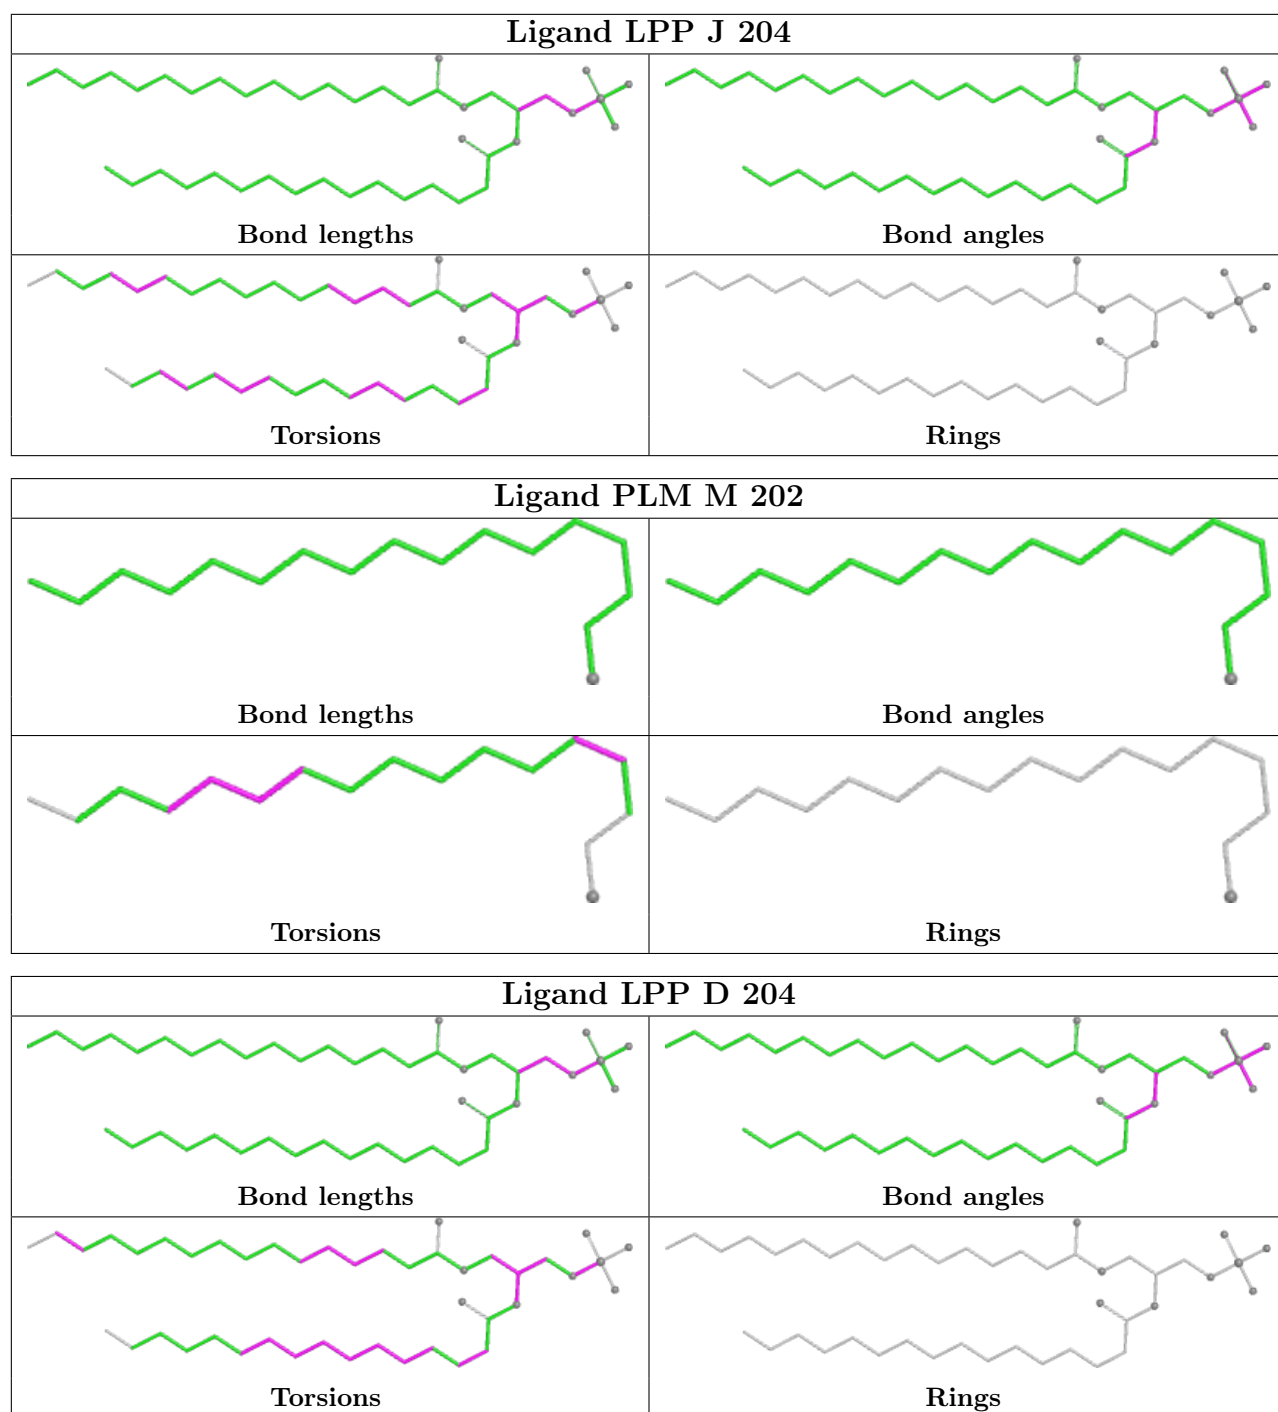 Ligand LPP J 204
Bond lengths
Bond angles
Torsions
Rings
Ligand PLM M 202
Bond lengths
Bond angles
Torsions
Rings
Ligand LPP D 204
Bond lengths
Bond angles
Torsions
Rings